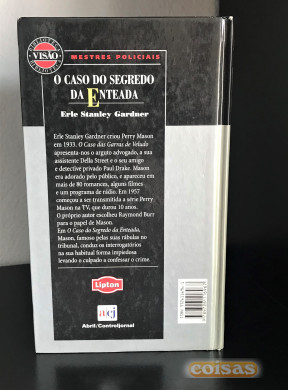 BIBLIOTECA
VISÃO
BIBLIOTECA
MESTRES POLICIAIS
O CASO DO SEGREDO
DA ENTEADA
Erle Stanley Gardner
Erle Stanley Gardner criou Perry Mason
em 1933. O Caso das Garras de Veludo
apresenta-nos o arguto advogado, a sua
assistente Della Street e o seu amigo
e detective privado Paul Drake. Mason
era adorado pelo público, e apareceu em
mais de 80 romances, alguns filmes
e um programa de rádio. Em 1957
começou a ser transmitida a série Perry
Mason na TV, que durou 10 anos.
O próprio autor escolheu Raymond Burr
para o papel de Mason.
Em O Caso do Segredo da Enteada,
Mason, famoso pelas suas rábulas no
tribunal, conduz os interrogatórios
na sua habitual forma impiedosa
levando o culpado a confessar o crime.
Lipton
acj
Abril/Controljornal
coisas